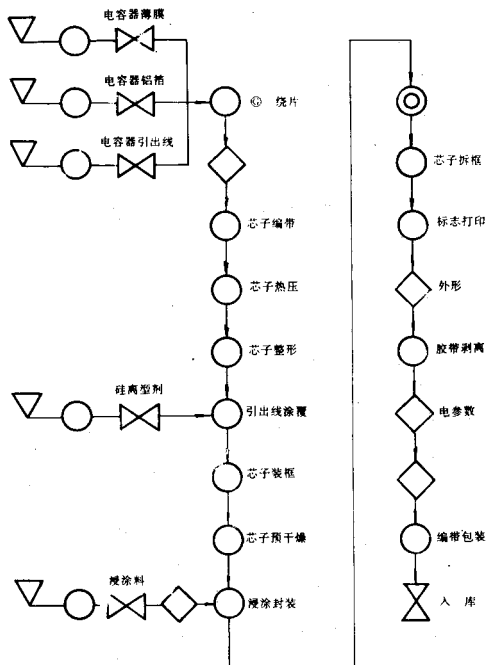 电容器薄膜
电容器铝箔
电容器引出线
◎ 绕片
芯子编带
芯子热压
芯子整形
硅离型剂
引出线涂覆
芯子装框
芯子预干燥
浸涂料
浸涂封装
芯子拆框
标志打印
外形
胶带剥离
电参数
编带包装
入库